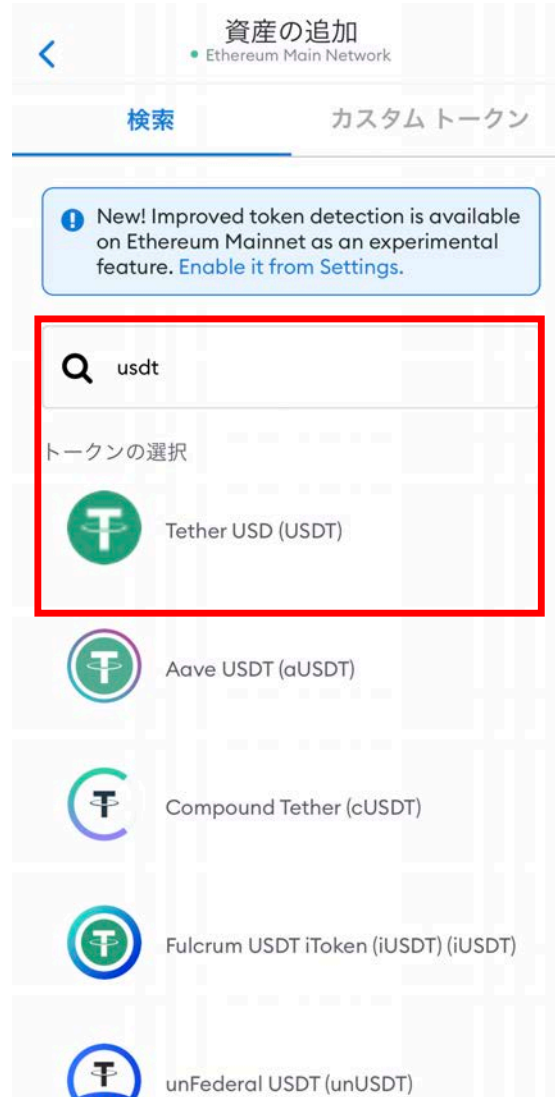 資産の追加
Ethereum Main Network
検索
カスタム トークン
New! Improved token detection is available
on Ethereum Mainnet as an experimental
feature. Enable it from Settings.
usdt
トークンの選択
Tether USD (USDT)
Aave USDT (aUSDT)
Compound Tether (cUSDT)
Fulcrum USDT iToken (iUSDT) (iUSDT)
unFederal USDT (unUSDT)